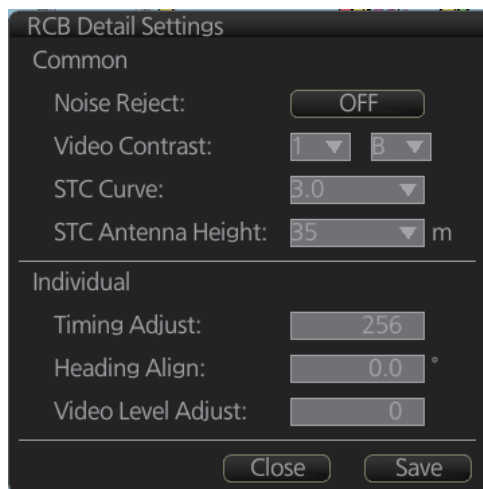 RCB Detail Settings
Common
Noise Reject: OFF
Video Contrast: 1 B
STC Curve: 3.0
STC Antenna Height: 35 m
Individual
Timing Adjust: 256
Heading Align: 0.0 °
Video Level Adjust: 0
Close Save